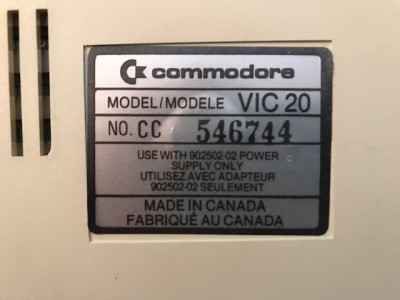 commodore
MODEL/MODELE VIC 20
NO. CC 546744
USE WITH 902502-02 POWER
SUPPLY ONLY
UTILISEZ AVEC ADAPTEUR
902502-02 SEULEMENT
MADE IN CANADA
FABRIQUÉ AU CANADA